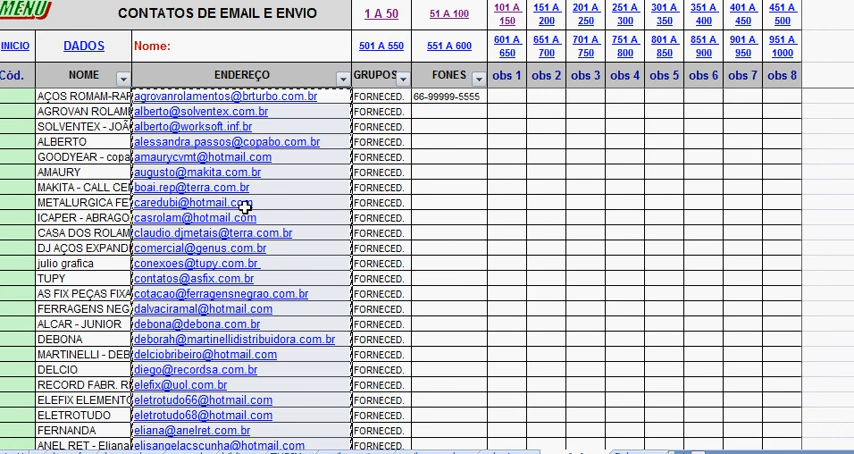 MENU CONTATOS DE EMAIL E ENVIO 1 A 50 51 A 100 101 A 150 151 A 200 201 A 250 251 A 300 301 A 350 351 A 400 401 A 450 451 A 500
INICIO DADOS Nome: 501 A 550 551 A 600 601 A 650 651 A 700 701 A 750 751 A 800 801 A 850 851 A 900 901 A 950 951 A 1000
Cód. NOME ENDEREÇO GRUPOS FONES obs 1 obs 2 obs 3 obs 4 obs 5 obs 6 obs 7 obs 8
AÇOS ROMAM-RAF agrovanrolamentos@brturbo.com.br FORNECED. 66-99999-5555
AGROVAN ROLAM alberto@solventex.com.br FORNECED.
SOLVENTEX - JOÃ alberto@worksoft.inf.br FORNECED.
ALBERTO alessandra.passos@copabo.com.br FORNECED.
GOODYEAR - copa amaurycvmt@hotmail.com FORNECED.
AMAURY augusto@makita.com.br FORNECED.
MAKITA - CALL CE boai.rep@terra.com.br FORNECED.
METALURGICA FE caredubi@hotmail.com FORNECED.
ICAPER - ABRAGO casrolam@hotmail.com FORNECED.
CASA DOS ROLAM claudio.djmetais@terra.com.br FORNECED.
DJ AÇOS EXPANDI comercial@genus.com.br FORNECED.
julio grafica conexoes@tupy.com.br FORNECED.
TUPY contatos@asfix.com.br FORNECED.
AS FIX PEÇAS FIXA cotacao@ferragensnegrao.com.br FORNECED.
FERRAGENS NEG dalvaciramal@hotmail.com FORNECED.
ALCAR - JUNIOR debona@debona.com.br FORNECED.
DEBONA deborah@martinellidistribuidora.com.br FORNECED.
MARTINELLI - DEB delciobribeiro@hotmail.com FORNECED.
DELCIO diego@recordsa.com.br FORNECED.
RECORD FABR. R elefix@uol.com.br FORNECED.
ELEFIX ELEMENTO eletrotudo66@hotmail.com FORNECED.
ELETROTUDO eletrotudo68@hotmail.com FORNECED.
FERNANDA eliana@anelret.com.br FORNECED.
ANEL RET - Eliana elisangelacscunha@hotmail.com FORNECED.